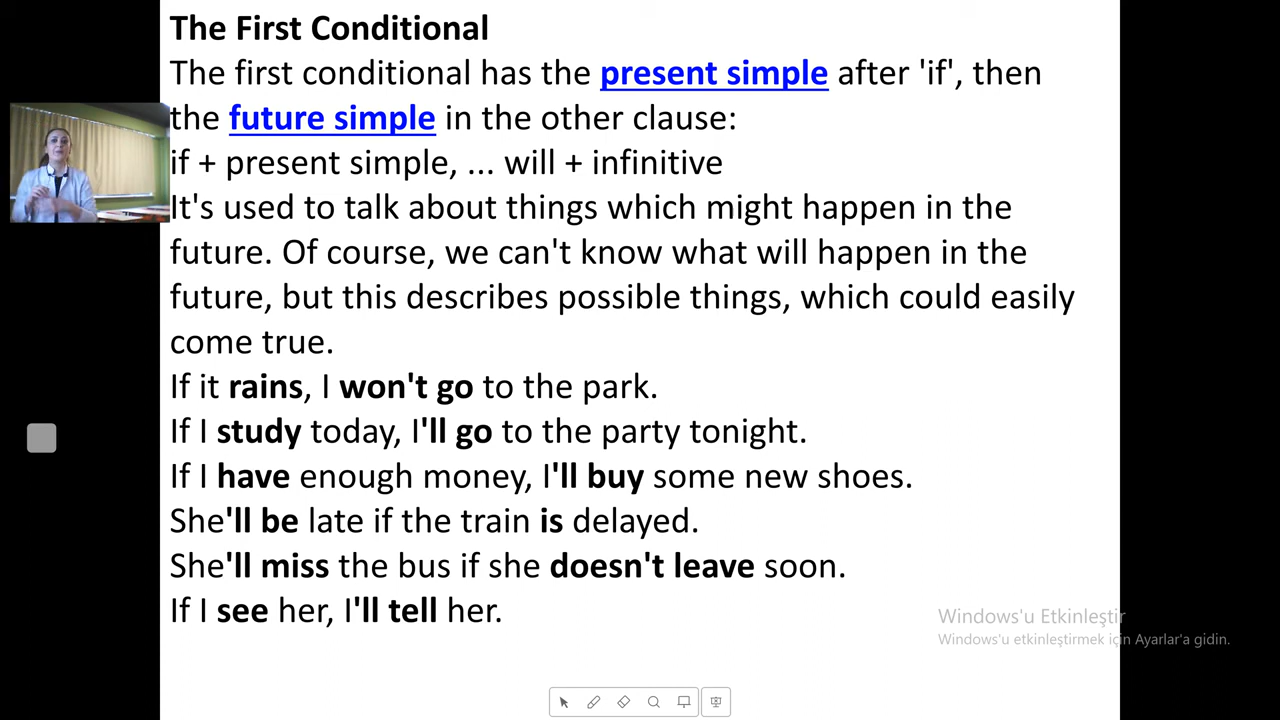 The First Conditional
The first conditional has the present simple after 'if', then
the future simple in the other clause:
if + present simple, ... will + infinitive
It's used to talk about things which might happen in the
future. Of course, we can't know what will happen in the
future, but this describes possible things, which could easily
come true.
If it rains, I won't go to the park.
If I study today, I'll go to the party tonight.
If I have enough money, I'll buy some new shoes.
She'll be late if the train is delayed.
She'll miss the bus if she doesn't leave soon.
If I see her, I'll tell her.
Windows'u Etkinleştir
Windows'u etkinleştirmek için Ayarlar'a gidin.